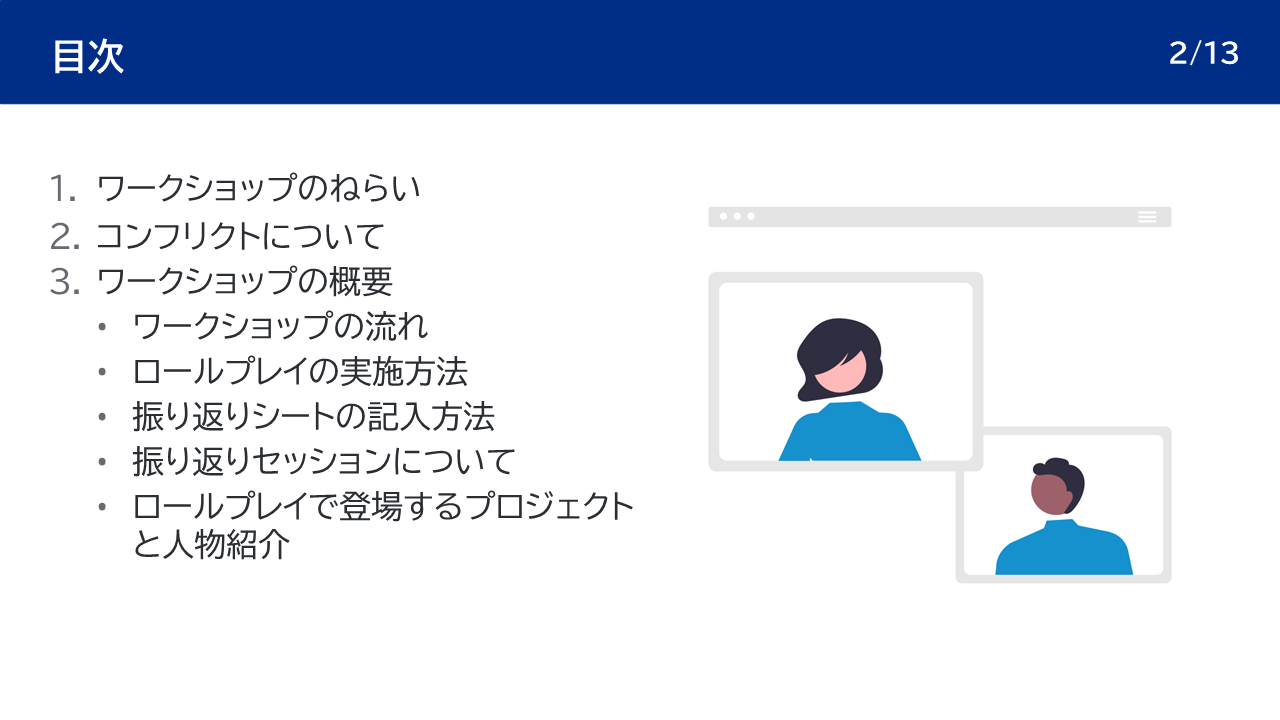 目次
2/13
1. ワークショップのねらい
2. コンフリクトについて
3. ワークショップの概要
• ワークショップの流れ
• ロールプレイの実施方法
• 振り返りシートの記入方法
• 振り返りセッションについて
• ロールプレイで登場するプロジェクト
と人物紹介